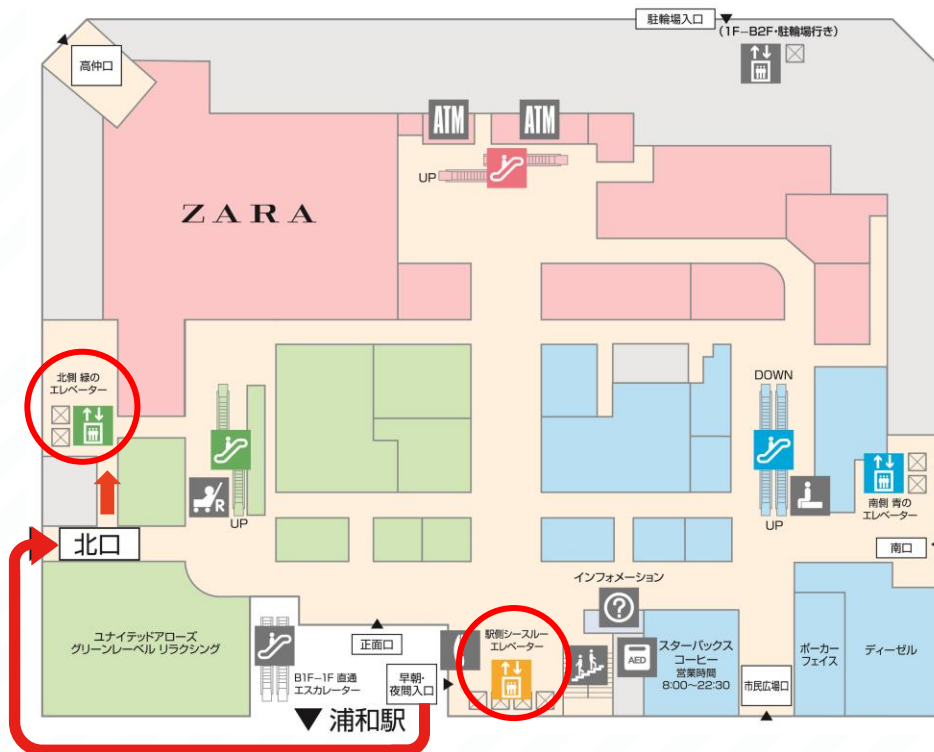 駐輪場入口
(1F−B2F・駐輪場行き)
高仲口
ATM
ATM
UP
ZARA
北側 緑の
エレベーター
DOWN
R
UP
UP
南側 青の
エレベーター
北口
南口
インフォメーション
?
ユナイテッドアローズ
グリーンレーベル リラクシング
正面口
駅側シースルー
エレベーター
AED
スターバックス
コーヒー
営業時間
8:00〜22:30
ポーカー
フェイス
ディーゼル
B1F−1F 直通
エスカレーター
早朝・
夜間入口
市民広場口
▼ 浦和駅